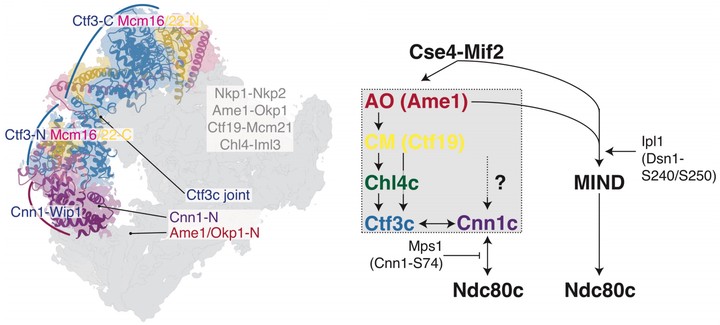 Ctf3-C Mcm16/22-N
Nkp1-Nkp2
Ame1-Okp1
Ctf19-Mcm21
Chl4-Iml3
Ctf3-N Mcm16/22-C
Ctf3c joint
Cnn1-Wip1
Cnn1-N
Ame1/Okp1-N
Cse4-Mif2
AO (Ame1)
CM (Ctf19)
Ipl1
(Dsn1-
S240/S250)
Chl4c
?
MIND
Ctf3c
Cnn1c
Mps1
(Cnn1-S74)
Ndc80c
Ndc80c